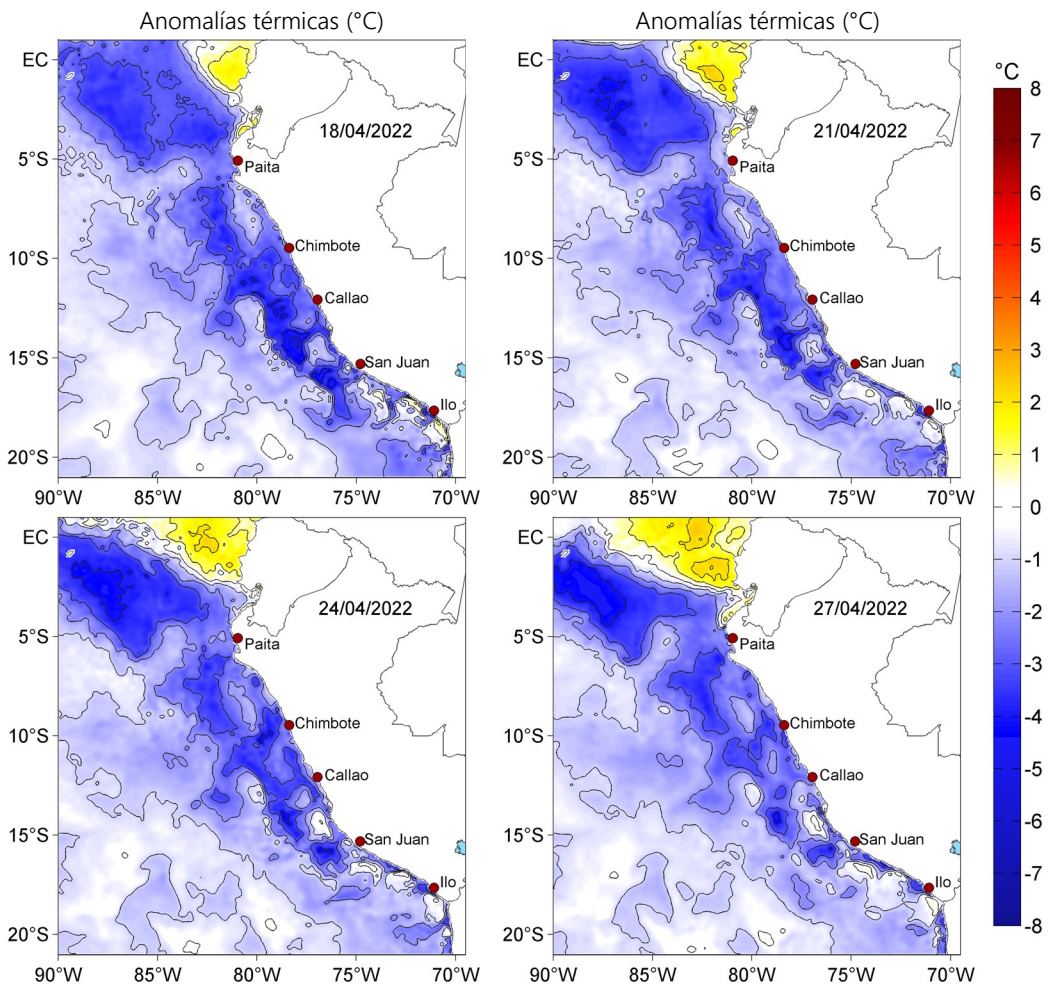 Anomalías térmicas (°C)
Anomalías térmicas (°C)
EC
5°S
10°S
15°S
20°S
18/04/2022
Paita
Chimbote
Callao
San Juan
Ilo
90°W
85°W
80°W
75°W
70°W
EC
5°S
10°S
15°S
20°S
21/04/2022
Paita
Chimbote
Callao
San Juan
Ilo
90°W
85°W
80°W
75°W
70°W
EC
5°S
10°S
15°S
20°S
24/04/2022
Paita
Chimbote
Callao
San Juan
Ilo
90°W
85°W
80°W
75°W
70°W
EC
5°S
10°S
15°S
20°S
27/04/2022
Paita
Chimbote
Callao
San Juan
Ilo
90°W
85°W
80°W
75°W
70°W
°C
8
7
6
5
4
3
2
1
0
-1
-2
-3
-4
-5
-6
-7
-8